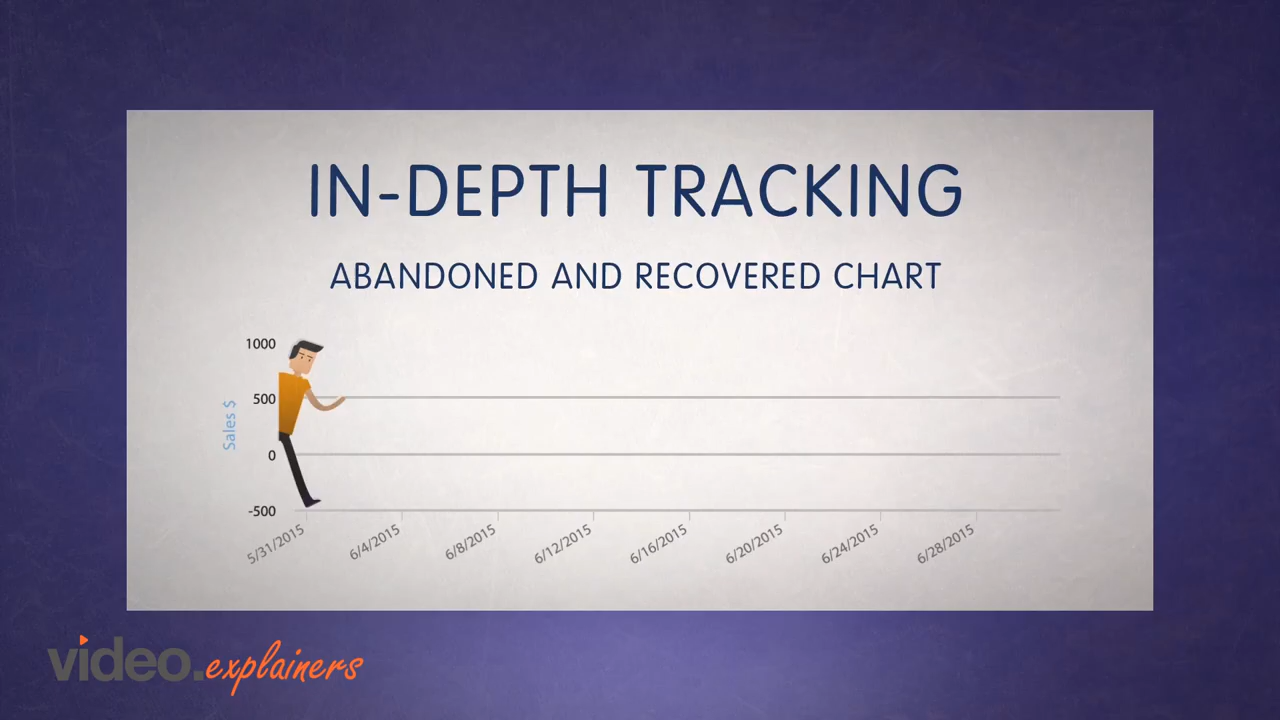 IN-DEPTH TRACKING
ABANDONED AND RECOVERED CHART
1000
500
0
-500
Sales $
5/31/2015 6/4/2015 6/8/2015 6/12/2015 6/16/2015 6/20/2015 6/24/2015 6/28/2015
video.explainers